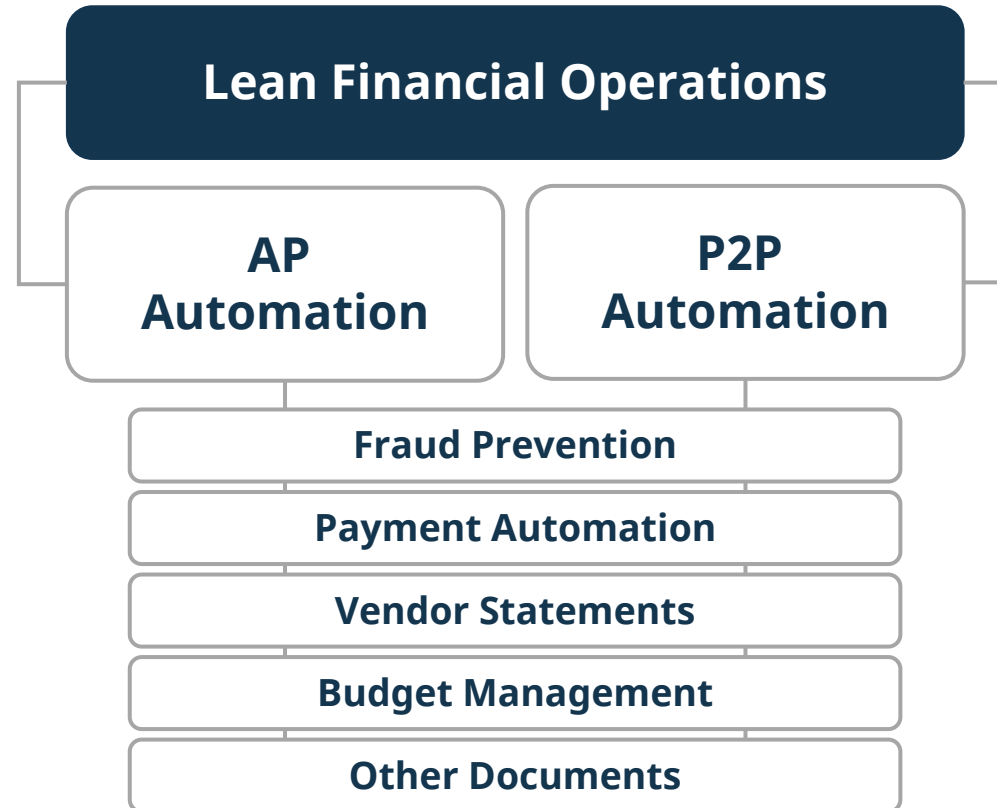 Lean Financial Operations
AP
Automation
P2P
Automation
Fraud Prevention
Payment Automation
Vendor Statements
Budget Management
Other Documents